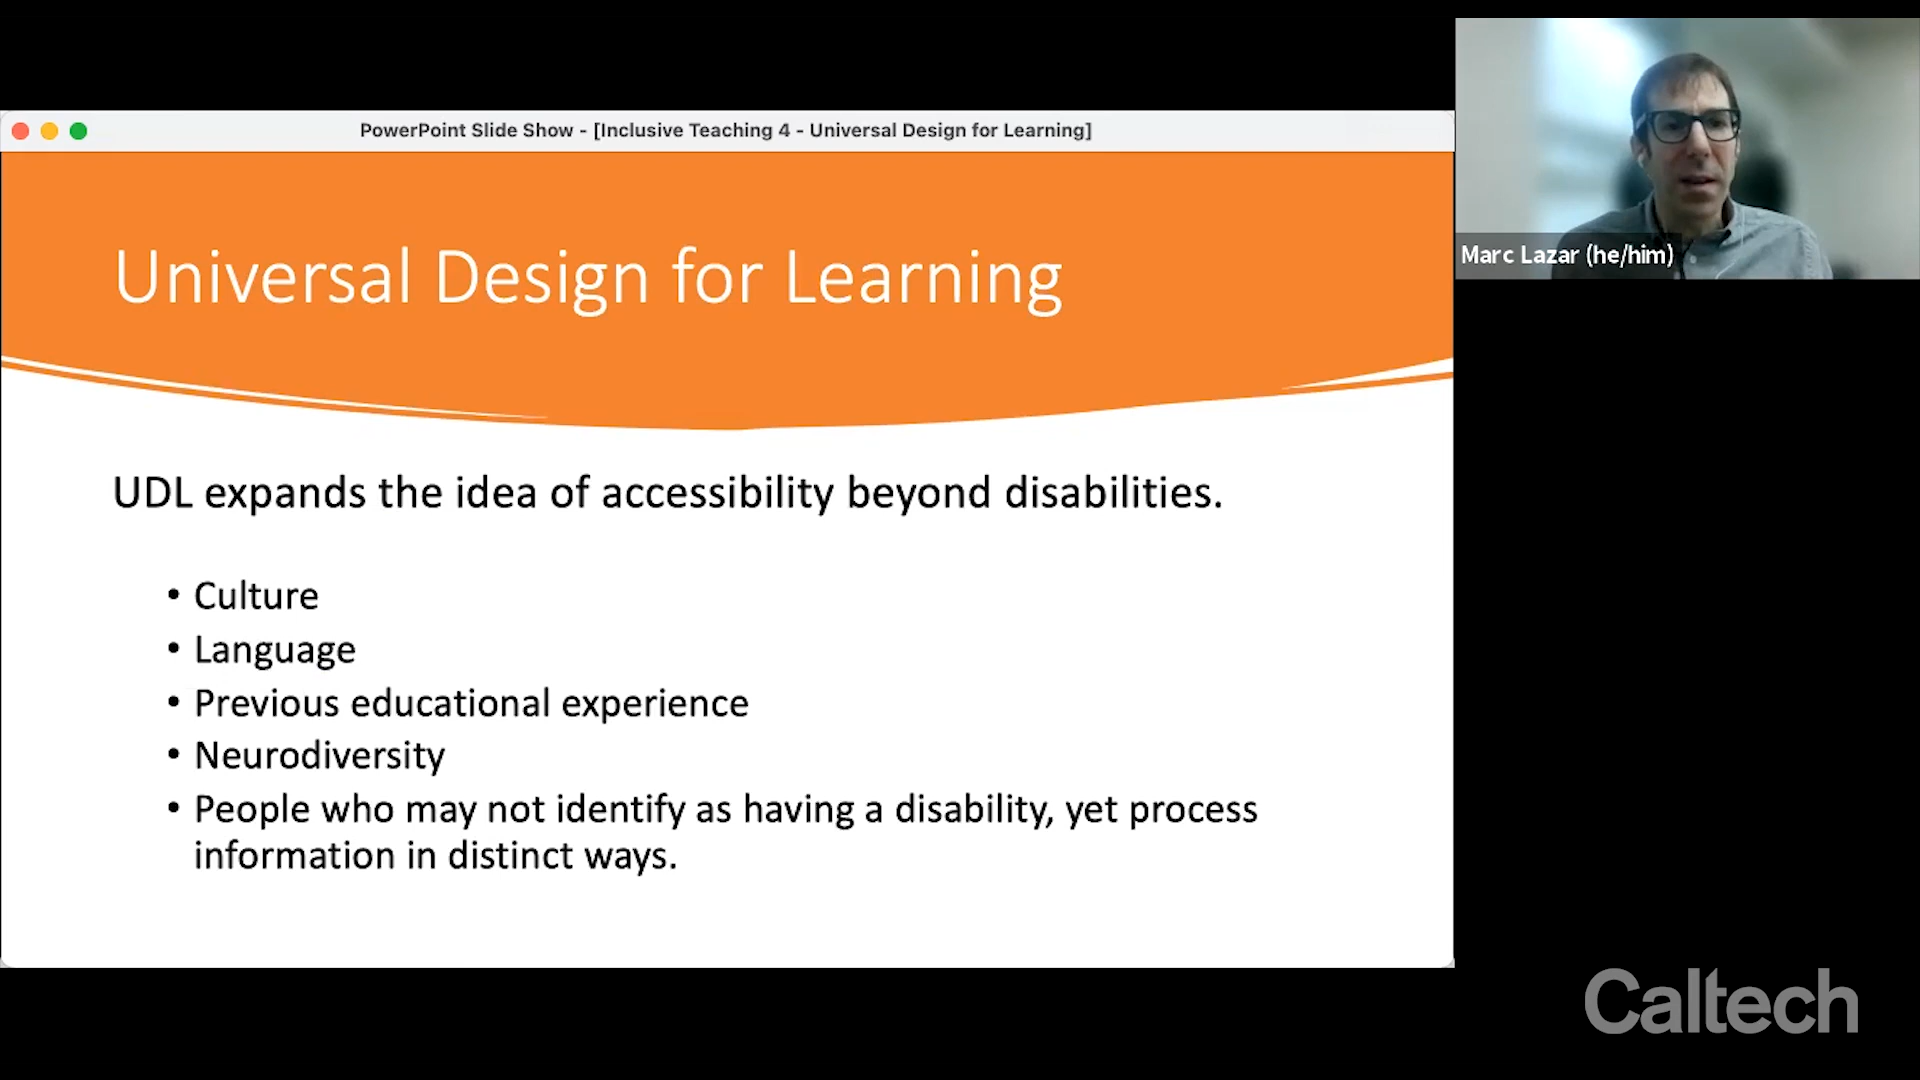 PowerPoint Slide Show - [Inclusive Teaching 4 - Universal Design for Learning]
Marc Lazar (he/him)
Universal Design for Learning
UDL expands the idea of accessibility beyond disabilities.
• Culture
• Language
• Previous educational experience
• Neurodiversity
• People who may not identify as having a disability, yet process
information in distinct ways.
Caltech